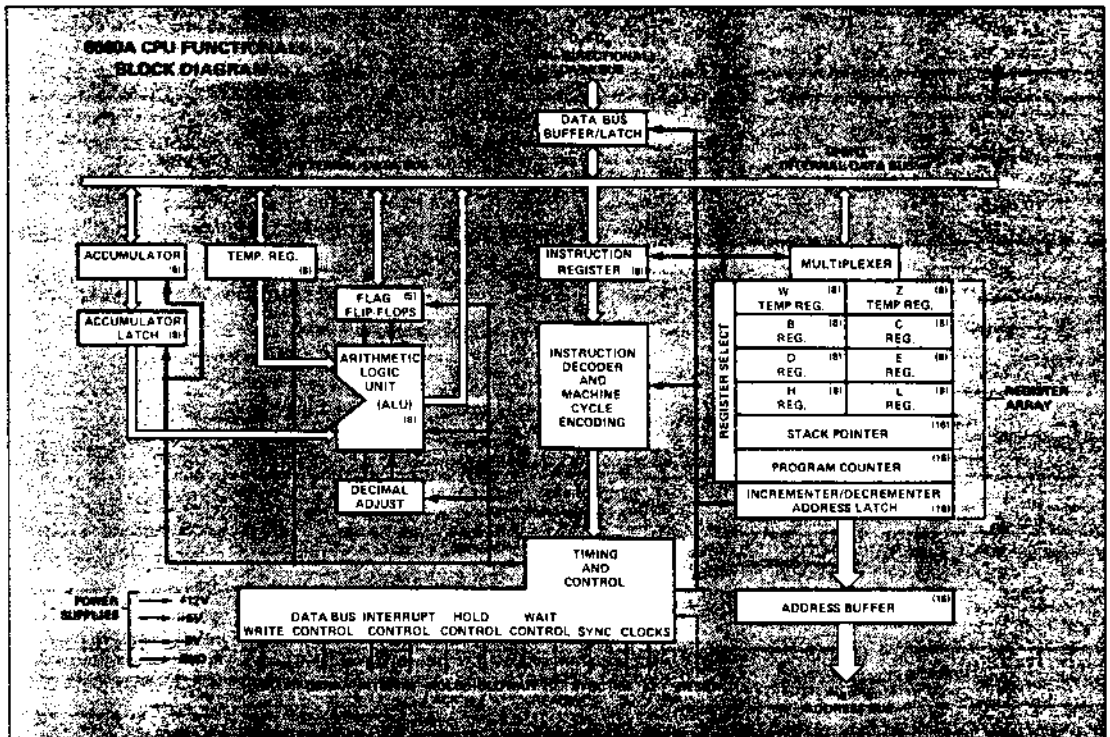 8080A CPU FUNCTIONAL
BLOCK DIAGRAM
DATA BUS
BUFFER/LATCH
INTERNAL DATA BUS
ACCUMULATOR
(8)
TEMP. REG.
(8)
ACCUMULATOR
LATCH (8)
FLAG (5)
FLIP-FLOPS
ARITHMETIC
LOGIC
UNIT
(ALU)
(8)
DECIMAL
ADJUST
INSTRUCTION
REGISTER (8)
INSTRUCTION
DECODER
AND
MACHINE
CYCLE
ENCODING
MULTIPLEXER
REGISTER SELECT
W (8) Z (8)
TEMP REG. TEMP REG.
B (8) C (8)
REG. REG.
D (8) E (8)
REG. REG.
H (8) L (8)
REG. REG.
STACK POINTER (16)
PROGRAM COUNTER (16)
INCREMENTER/DECREMENTER
ADDRESS LATCH (16)
REGISTER
ARRAY
TIMING
AND
CONTROL
DATA BUS INTERRUPT HOLD WAIT
WRITE CONTROL CONTROL CONTROL CONTROL SYNC CLOCKS
ADDRESS BUFFER (16)
POWER
SUPPLIES
+12V
ADDRESS BUS